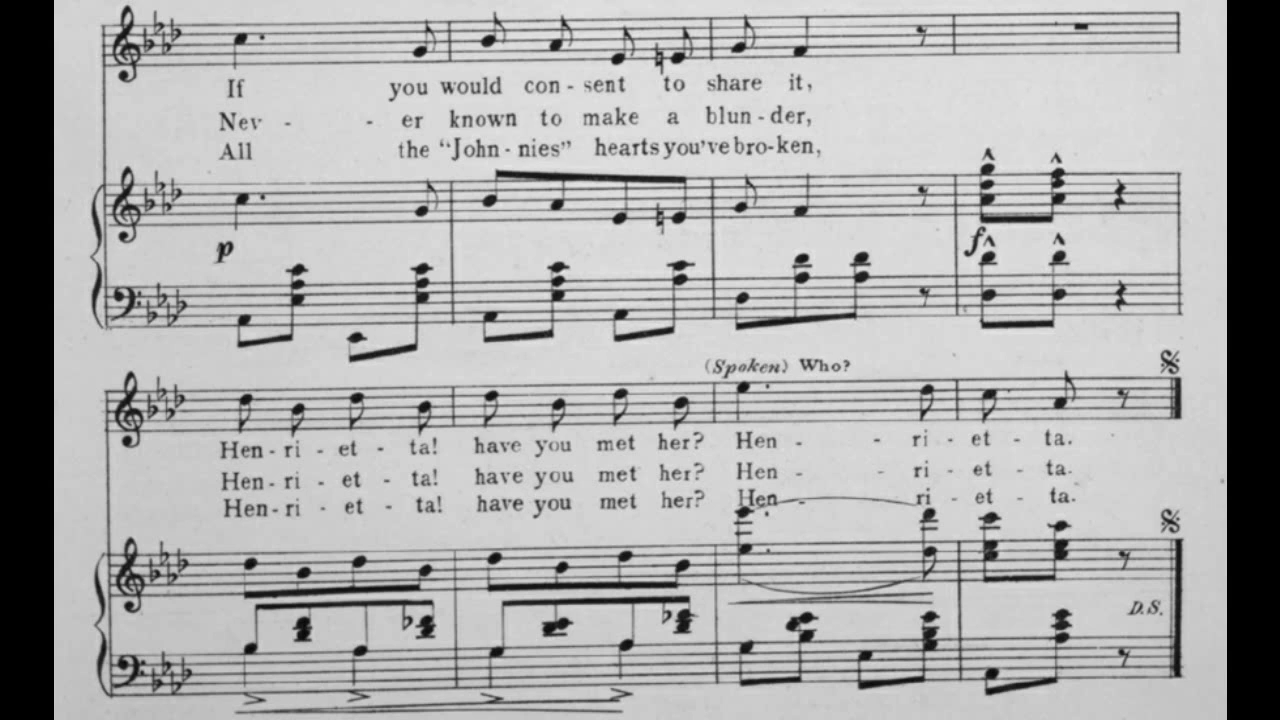 If you would con - sent to share it,
Nev - - er known to make a blun - der,
All the "John - nies" hearts you've bro - ken,
p
f
(Spoken) Who?
Hen - ri - et - ta! have you met her? Hen - - ri - et - ta.
Hen - ri - et - ta! have you met her? Hen - - ri - et - ta.
Hen - ri - et - ta! have you met her? Hen - - ri - et - ta.
D.S.